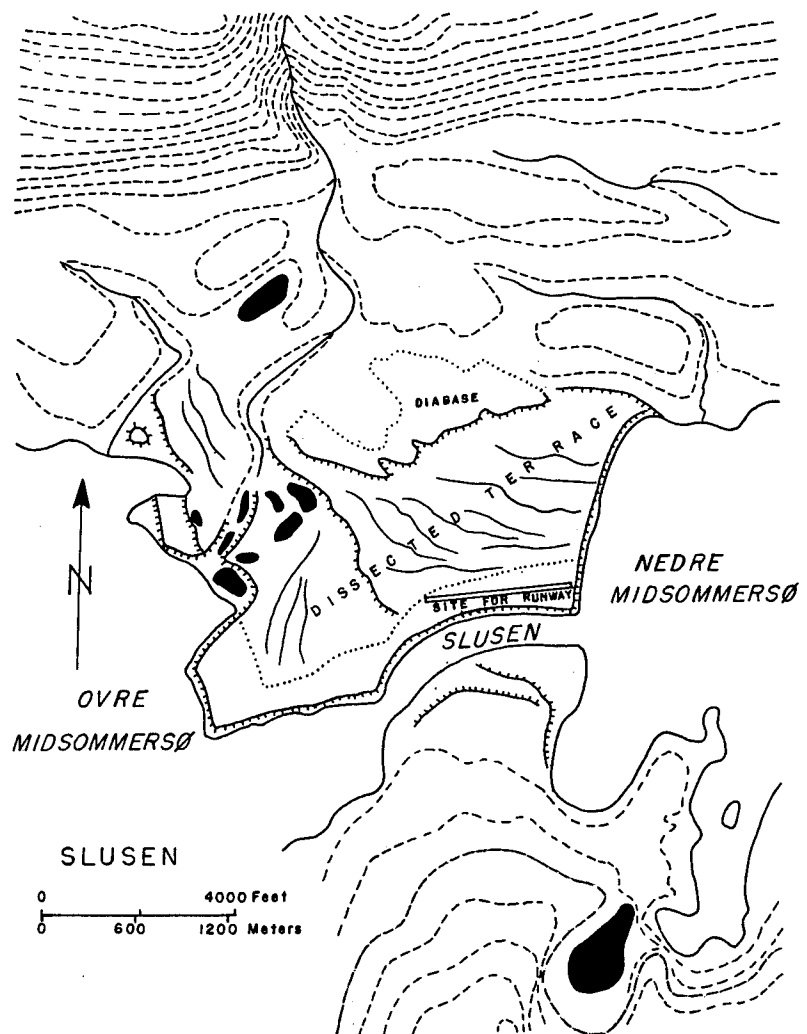 DIABASE
DISSECTED TERRACE
SITE FOR RUNWAY
NEDRE
MIDSOMMERSØ
SLUSEN
N
OVRE
MIDSOMMERSØ
SLUSEN
0 4000 Feet
0 600 1200 Meters